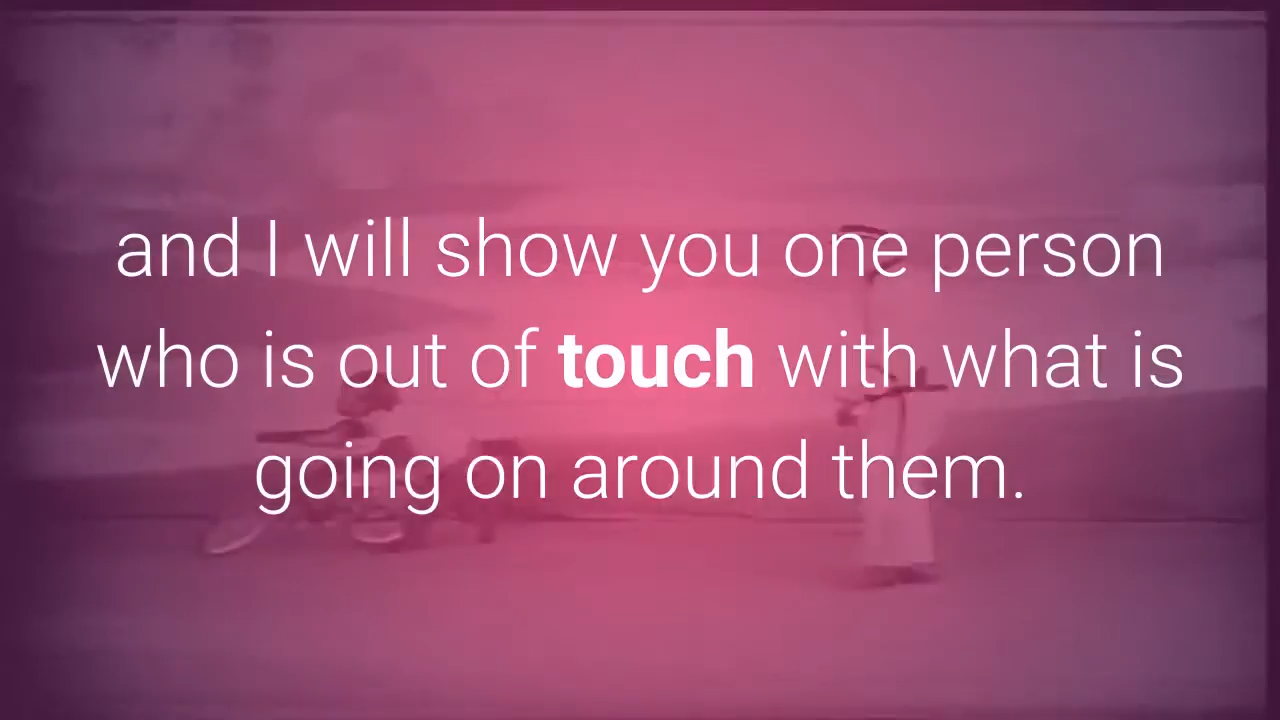 and I will show you one person
who is out of touch with what is
going on around them.